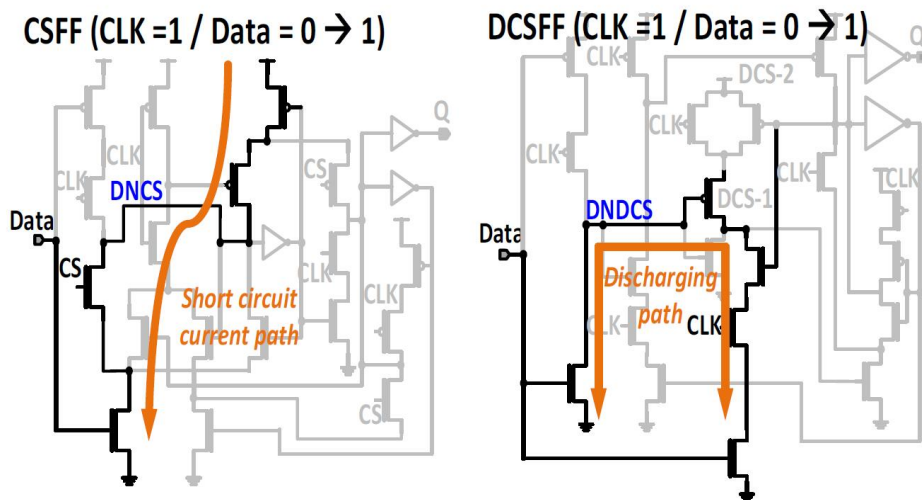 CSFF (CLK =1 / Data = 0 → 1)
CLK
Q
CLK
CS
DNCS
Data
CS
Short circuit
current path
CLK
CLK
CS
DCSFF (CLK =1 / Data = 0 → 1)
Q
CLK
CLK
DCS-2
CLK
CLK
DCS-1
CLK
CLK
DNDCS
Data
Discharging
path
CLK
CLK